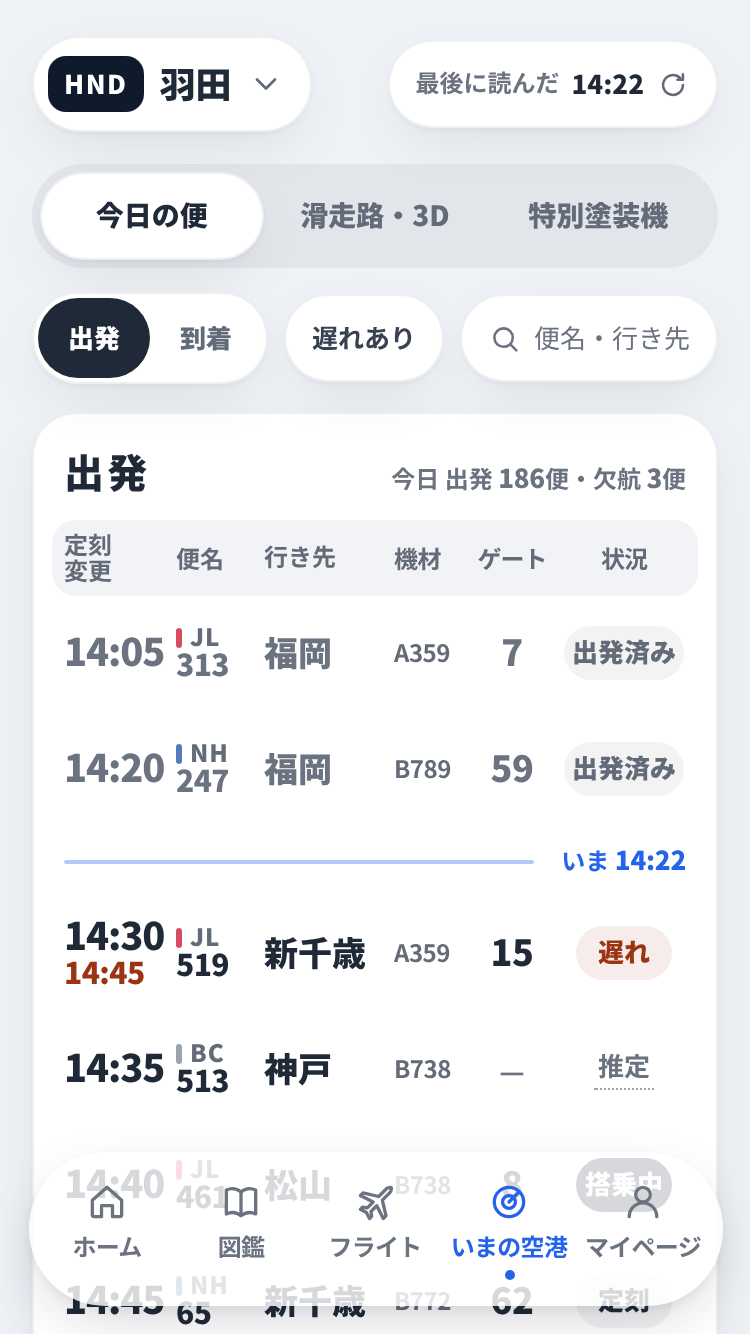 HND 羽田
最後に読んだ 14:22
今日の便 滑走路・3D 特別塗装機
出発 到着 遅れあり 便名・行き先
出発
今日 出発 186便・欠航 3便
定刻 変更 便名 行き先 機材 ゲート 状況
14:05 JL 313 福岡 A359 7 出発済み
14:20 NH 247 福岡 B789 59 出発済み
いま 14:22
14:30 14:45 JL 519 新千歳 A359 15 遅れ
14:35 BC 513 神戸 B738 — 推定
14:40 JL 461 松山 B738 8 搭乗中
ホーム 図鑑 フライト いまの空港 マイページ
14:45 NH 65 新千歳 B772 62 定刻